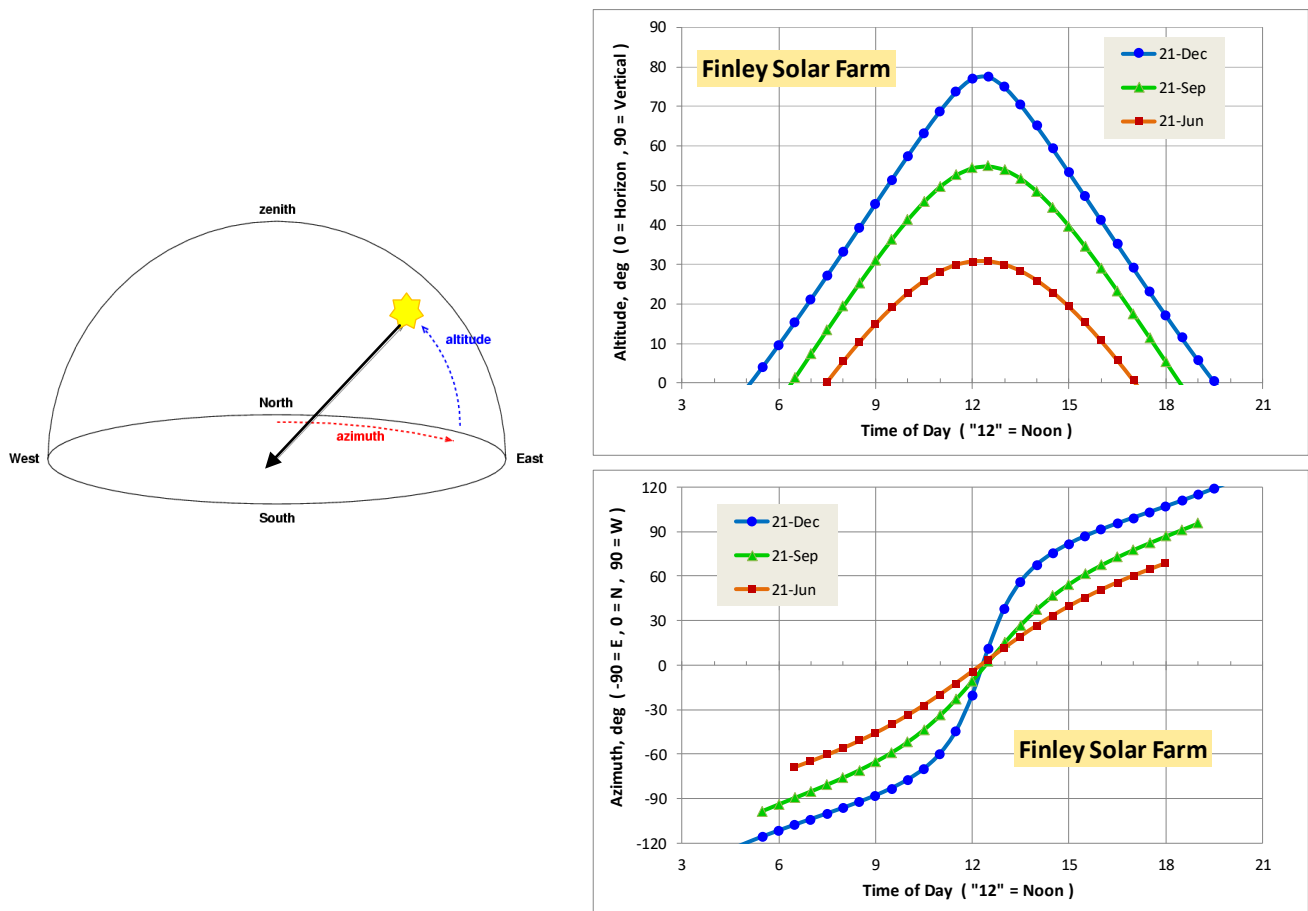 zenith
altitude
North
azimuth
West
East
South
Altitude, deg ( 0 = Horizon , 90 = Vertical )
90
80
70
60
50
40
30
20
10
0
Finley Solar Farm
21-Dec
21-Sep
21-Jun
3 6 9 12 15 18 21
Time of Day ( "12" = Noon )
Azimuth, deg ( -90 = E , 0 = N , 90 = W )
120
90
60
30
0
-30
-60
-90
-120
21-Dec
21-Sep
21-Jun
Finley Solar Farm
3 6 9 12 15 18 21
Time of Day ( "12" = Noon )